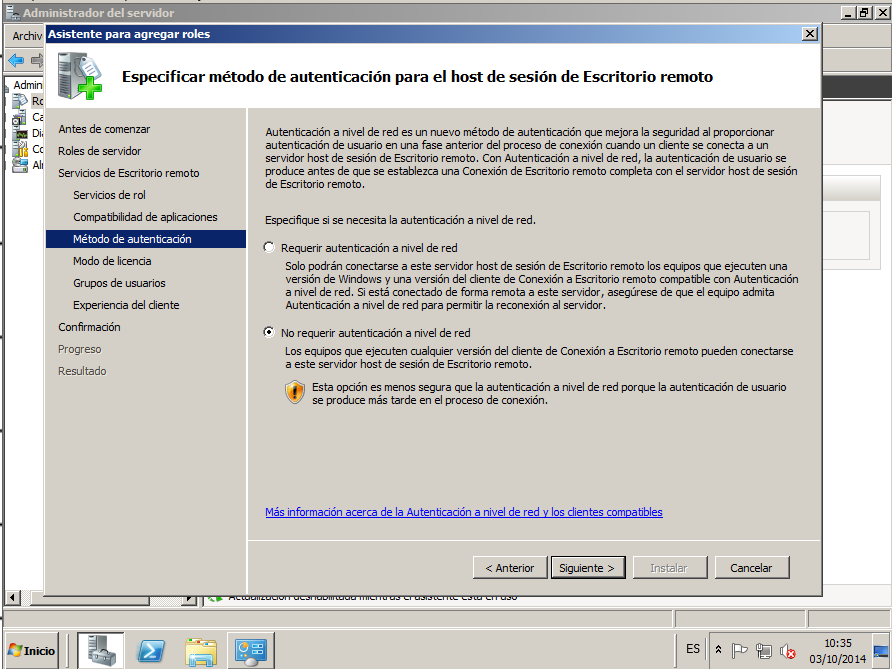 Administrador del servidor
Archiv
Asistente para agregar roles
Especificar método de autenticación para el host de sesión de Escritorio remoto
Antes de comenzar
Roles de servidor
Servicios de Escritorio remoto
Servicios de rol
Compatibilidad de aplicaciones
Método de autenticación
Modo de licencia
Grupos de usuarios
Experiencia del cliente
Confirmación
Progreso
Resultado
Autenticación a nivel de red es un nuevo método de autenticación que mejora la seguridad al proporcionar
autenticación de usuario en una fase anterior del proceso de conexión cuando un cliente se conecta a un
servidor host de sesión de Escritorio remoto. Con Autenticación a nivel de red, la autenticación de usuario se
produce antes de que se establezca una Conexión de Escritorio remoto completa con el servidor host de sesión
de Escritorio remoto.
Especifique si se necesita la autenticación a nivel de red.
Requerir autenticación a nivel de red
Solo podrán conectarse a este servidor host de sesión de Escritorio remoto los equipos que ejecuten una
versión de Windows y una versión del cliente de Conexión a Escritorio remoto compatible con Autenticación
a nivel de red. Si está conectado de forma remota a este servidor, asegúrese de que el equipo admita
Autenticación a nivel de red para permitir la reconexión al servidor.
No requerir autenticación a nivel de red
Los equipos que ejecuten cualquier versión del cliente de Conexión a Escritorio remoto pueden conectarse
a este servidor host de sesión de Escritorio remoto.
Esta opción es menos segura que la autenticación a nivel de red porque la autenticación de usuario
se produce más tarde en el proceso de conexión.
Más información acerca de la Autenticación a nivel de red y los clientes compatibles
< Anterior
Siguiente >
Instalar
Cancelar
Admin
Ro
Ca
Dia
Co
Alr
Actualización deshabilitada mientras el asistente está en uso
Inicio
ES
10:35
03/10/2014